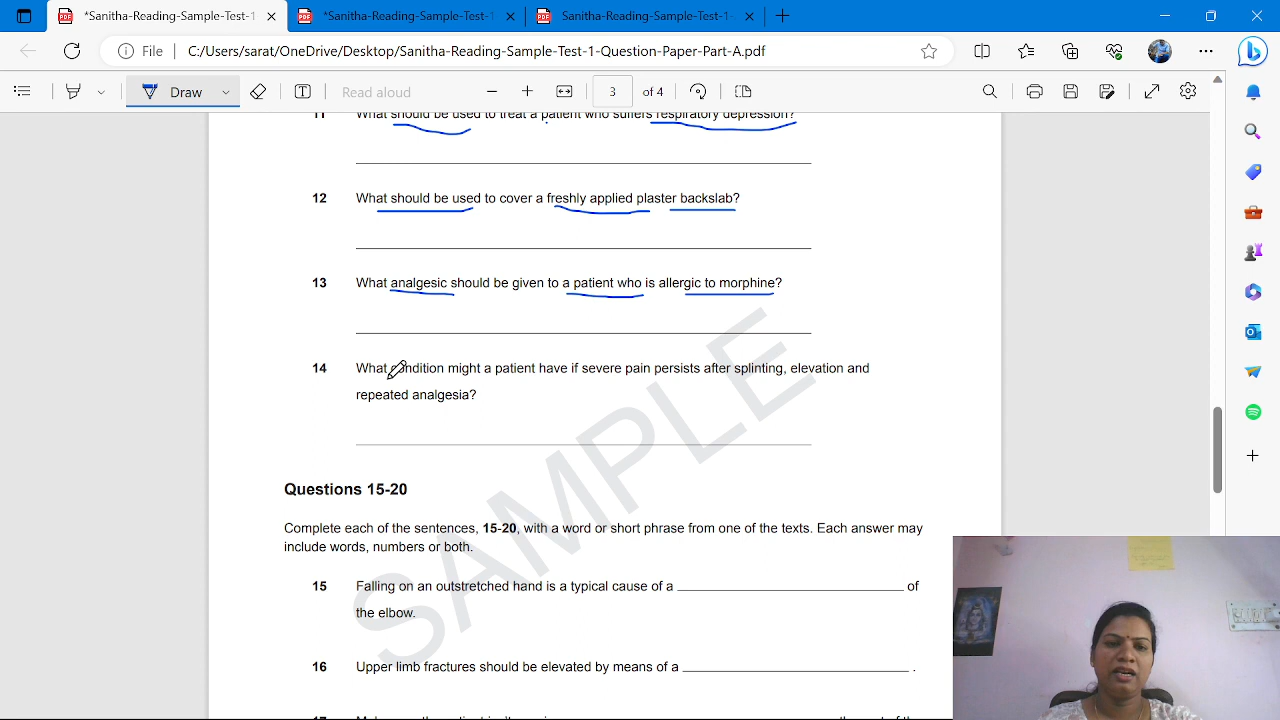 *Sanitha-Reading-Sample-Test-1
*Sanitha-Reading-Sample-Test-1
Sanitha-Reading-Sample-Test-1-
File
C:/Users/sarat/OneDrive/Desktop/Sanitha-Reading-Sample-Test-1-Question-Paper-Part-A.pdf
Draw
Read aloud
3 of 4
11 What should be used to treat a patient who suffers respiratory depression?
12 What should be used to cover a freshly applied plaster backslab?
13 What analgesic should be given to a patient who is allergic to morphine?
14 What condition might a patient have if severe pain persists after splinting, elevation and
repeated analgesia?
SAMPLE
Questions 15-20
Complete each of the sentences, 15-20, with a word or short phrase from one of the texts. Each answer may
include words, numbers or both.
15 Falling on an outstretched hand is a typical cause of a of
the elbow.
16 Upper limb fractures should be elevated by means of a .
17